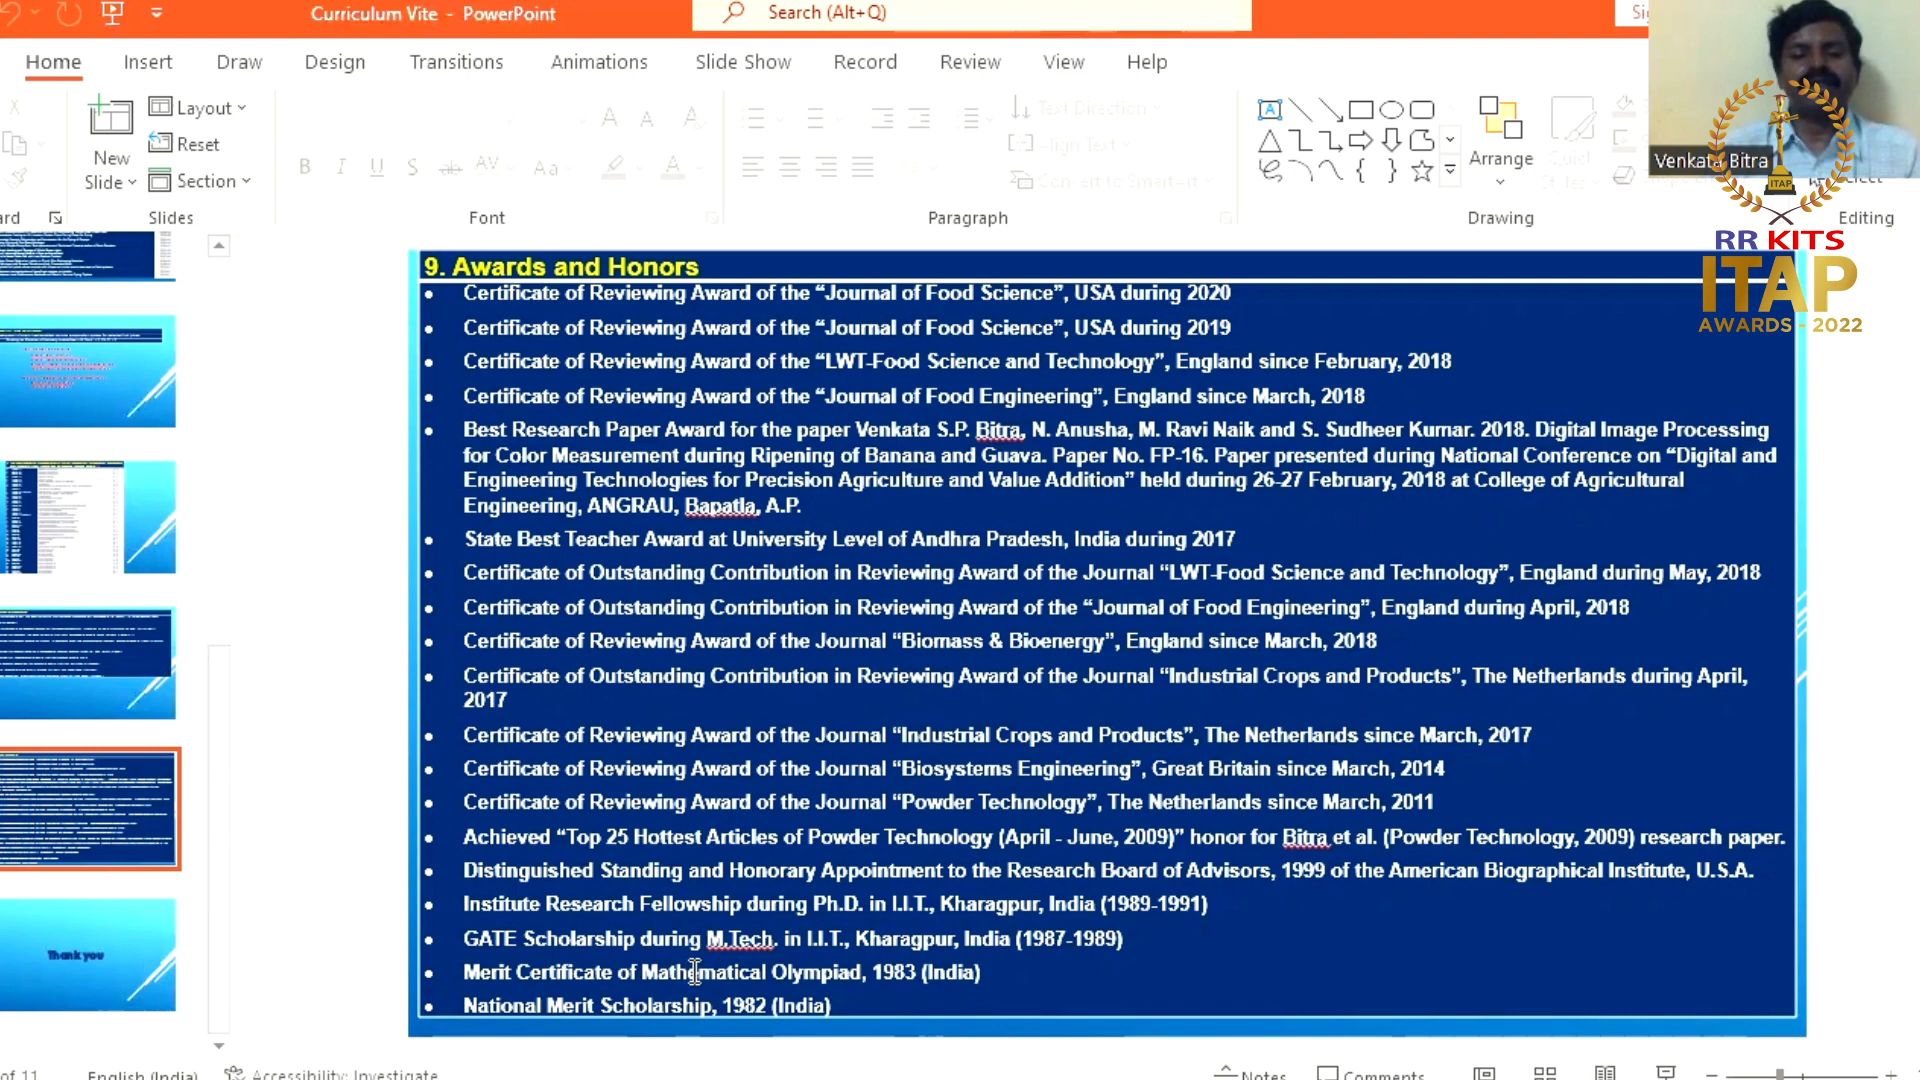 Curriculum Vite - PowerPoint
Search (Alt+Q)
Home Insert Draw Design Transitions Animations Slide Show Record Review View Help
New Slide
Layout
Reset
Section
Slides
Font
Text Direction
Align Text
Convert to SmartArt
Paragraph
Arrange
Quick Styles
Drawing
Select
Editing
Venkata Bitra
ITAP
RR KITS
ITAP
AWARDS - 2022
9. Awards and Honors
• Certificate of Reviewing Award of the “Journal of Food Science”, USA during 2020
• Certificate of Reviewing Award of the “Journal of Food Science”, USA during 2019
• Certificate of Reviewing Award of the “LWT-Food Science and Technology”, England since February, 2018
• Certificate of Reviewing Award of the “Journal of Food Engineering”, England since March, 2018
• Best Research Paper Award for the paper Venkata S.P. Bitra, N. Anusha, M. Ravi Naik and S. Sudheer Kumar. 2018. Digital Image Processing
for Color Measurement during Ripening of Banana and Guava. Paper No. FP-16. Paper presented during National Conference on “Digital and
Engineering Technologies for Precision Agriculture and Value Addition” held during 26-27 February, 2018 at College of Agricultural
Engineering, ANGRAU, Bapatla, A.P.
• State Best Teacher Award at University Level of Andhra Pradesh, India during 2017
• Certificate of Outstanding Contribution in Reviewing Award of the Journal “LWT-Food Science and Technology”, England during May, 2018
• Certificate of Outstanding Contribution in Reviewing Award of the “Journal of Food Engineering”, England during April, 2018
• Certificate of Reviewing Award of the Journal “Biomass & Bioenergy”, England since March, 2018
• Certificate of Outstanding Contribution in Reviewing Award of the Journal “Industrial Crops and Products”, The Netherlands during April,
2017
• Certificate of Reviewing Award of the Journal “Industrial Crops and Products”, The Netherlands since March, 2017
• Certificate of Reviewing Award of the Journal “Biosystems Engineering”, Great Britain since March, 2014
• Certificate of Reviewing Award of the Journal “Powder Technology”, The Netherlands since March, 2011
• Achieved “Top 25 Hottest Articles of Powder Technology (April - June, 2009)” honor for Bitra et al. (Powder Technology, 2009) research paper.
• Distinguished Standing and Honorary Appointment to the Research Board of Advisors, 1999 of the American Biographical Institute, U.S.A.
• Institute Research Fellowship during Ph.D. in I.I.T., Kharagpur, India (1989-1991)
• GATE Scholarship during M.Tech. in I.I.T., Kharagpur, India (1987-1989)
• Merit Certificate of Mathematical Olympiad, 1983 (India)
• National Merit Scholarship, 1982 (India)
Thank you
of 11
English (India)
Accessibility: Investigate
Notes
Comments